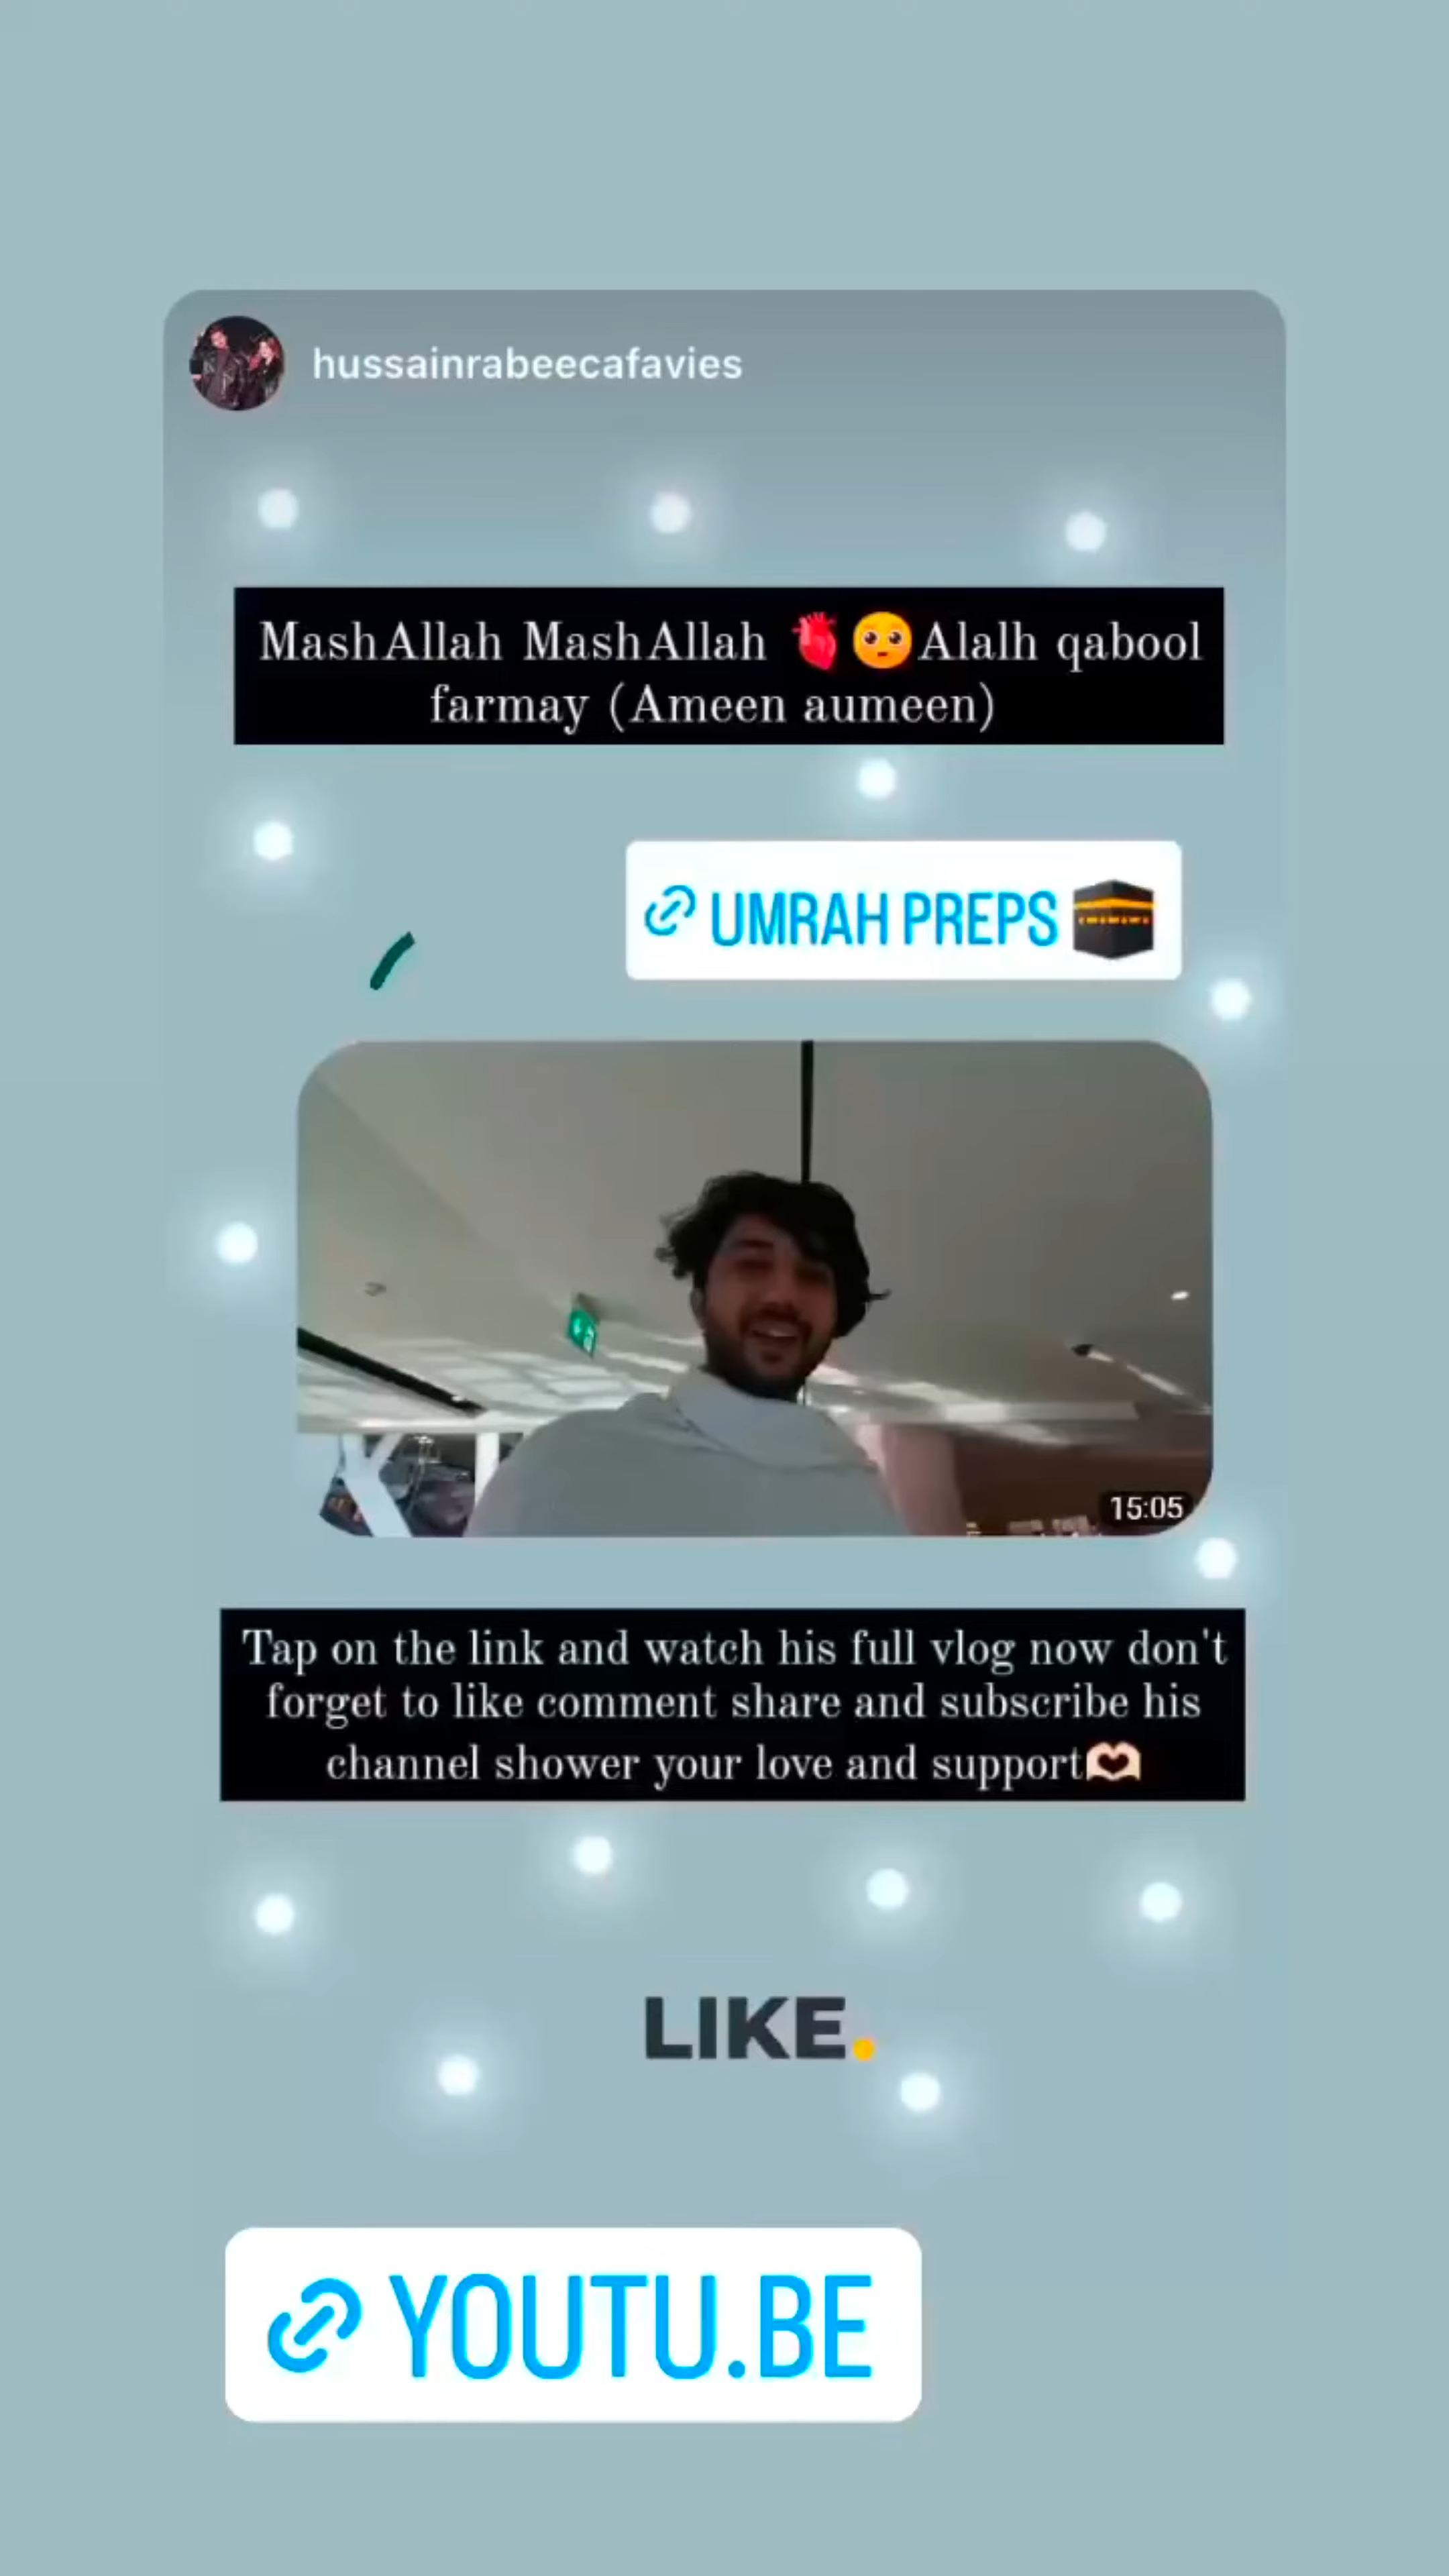 hussainrabeecafavies
MashAllah MashAllah 🫀🥺Alalh qabool
farmay (Ameen aumeen)
UMRAH PREPS 🕋
15:05
Tap on the link and watch his full vlog now don't
forget to like comment share and subscribe his
channel shower your love and support🫶🏻
LIKE.
YOUTU.BE